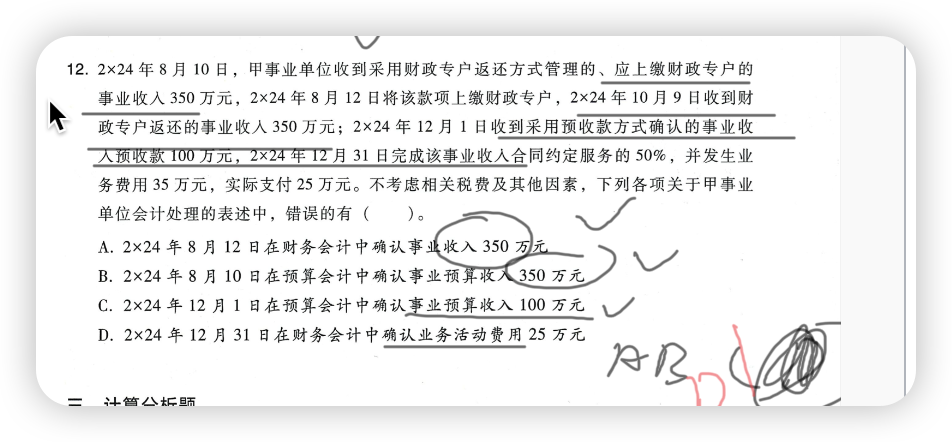 12. 2×24 年 8 月 10 日，甲事业单位收到采用财政专户返还方式管理的、应上缴财政专户的
事业收入 350 万元，2×24 年 8 月 12 日将该款项上缴财政专户，2×24 年 10 月 9 日收到财
政专户返还的事业收入 350 万元；2×24 年 12 月 1 日收到采用预收款方式确认的事业收
入预收款 100 万元，2×24 年 12 月 31 日完成该事业收入合同约定服务的 50%，并发生业
务费用 35 万元，实际支付 25 万元。不考虑相关税费及其他因素，下列各项关于甲事业
单位会计处理的表述中，错误的有（　　）。
A. 2×24 年 8 月 12 日在财务会计中确认事业收入 350 万元
B. 2×24 年 8 月 10 日在预算会计中确认事业预算收入 350 万元
C. 2×24 年 12 月 1 日在预算会计中确认事业预算收入 100 万元
D. 2×24 年 12 月 31 日在财务会计中确认业务活动费用 25 万元
AB D
三、计算分析题